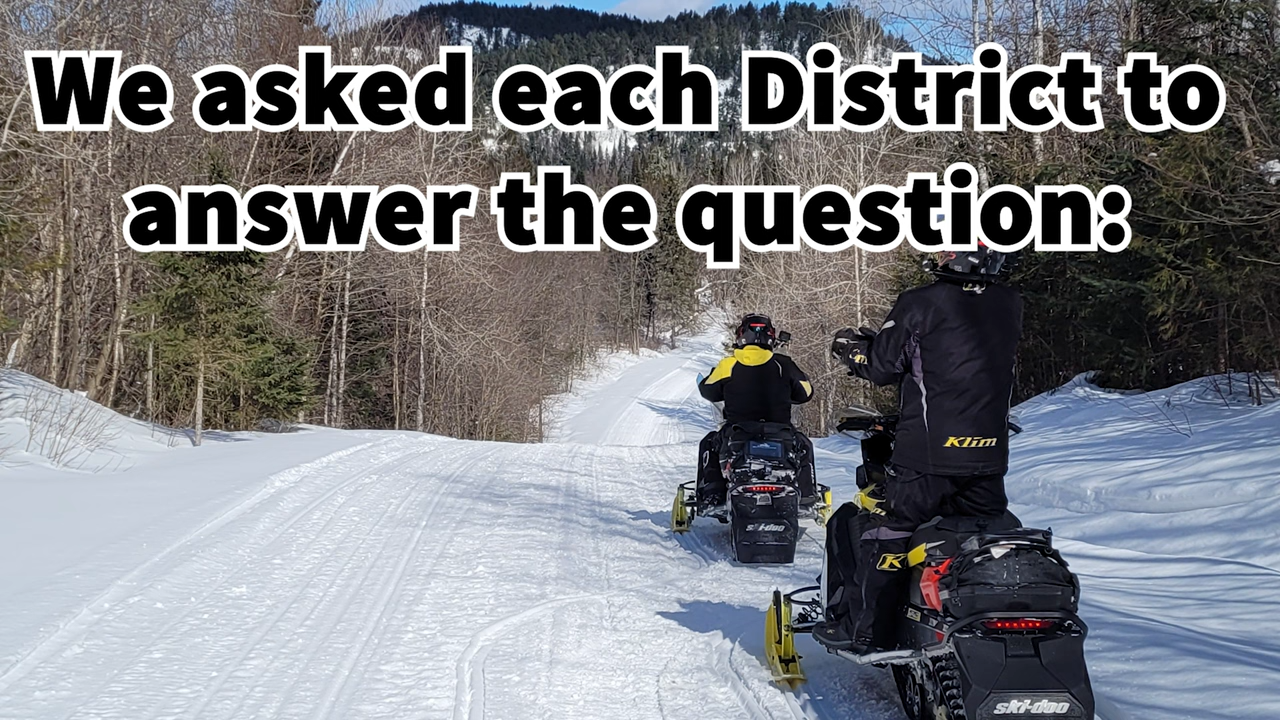 We asked each District to
answer the question:
Klim
ski-doo
K
ski-doo